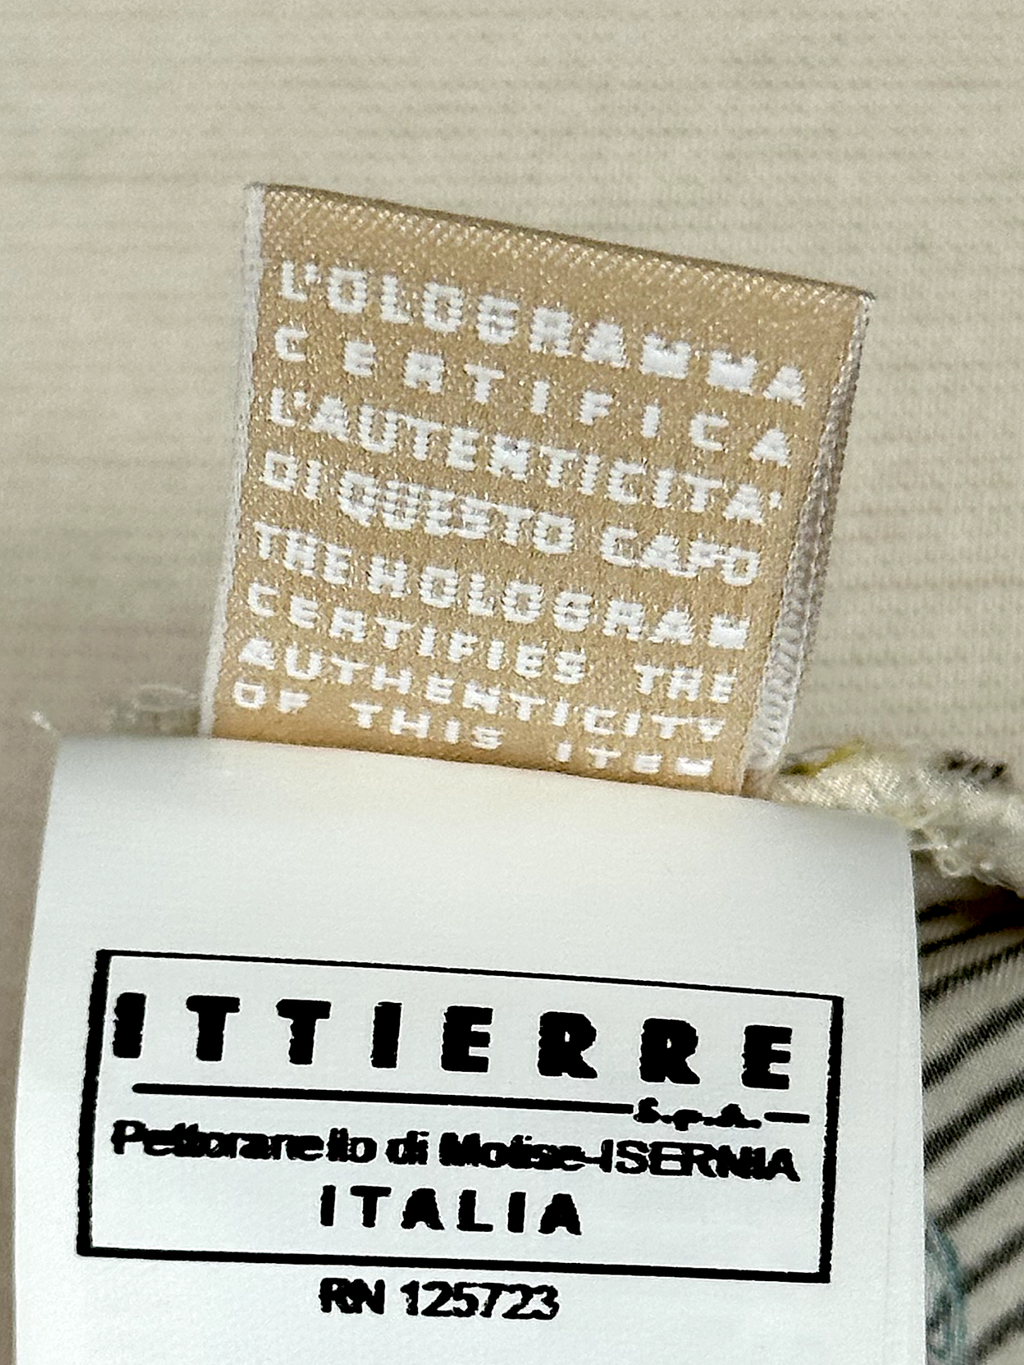 L'OLOGRAMMA
CERTIFICA
L'AUTENTICITA'
DI QUESTO CAPO
THE HOLOGRAM
CERTIFIES THE
AUTHENTICITY
OF THIS ITEM
ITTIERRE
S.p.A.
Pettoranello di Molise-ISERNIA
ITALIA
RN 125723